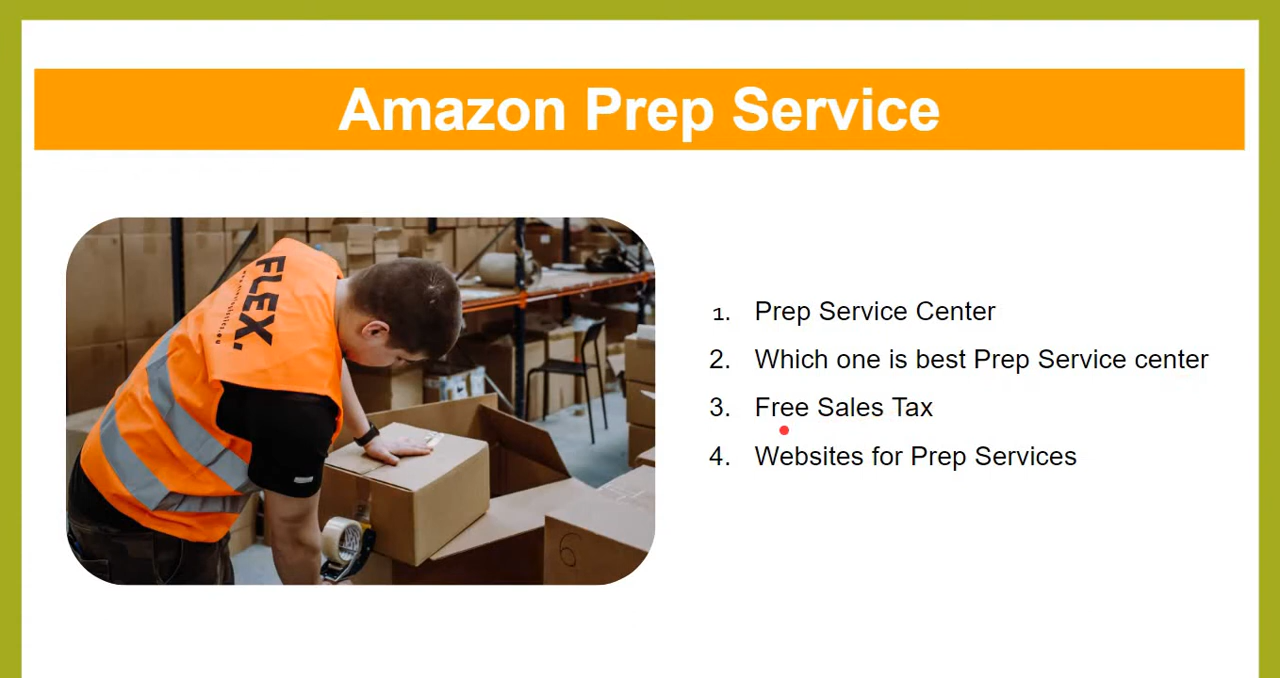 Amazon Prep Service
FLEX.
1. Prep Service Center
2. Which one is best Prep Service center
3. Free Sales Tax
4. Websites for Prep Services
6